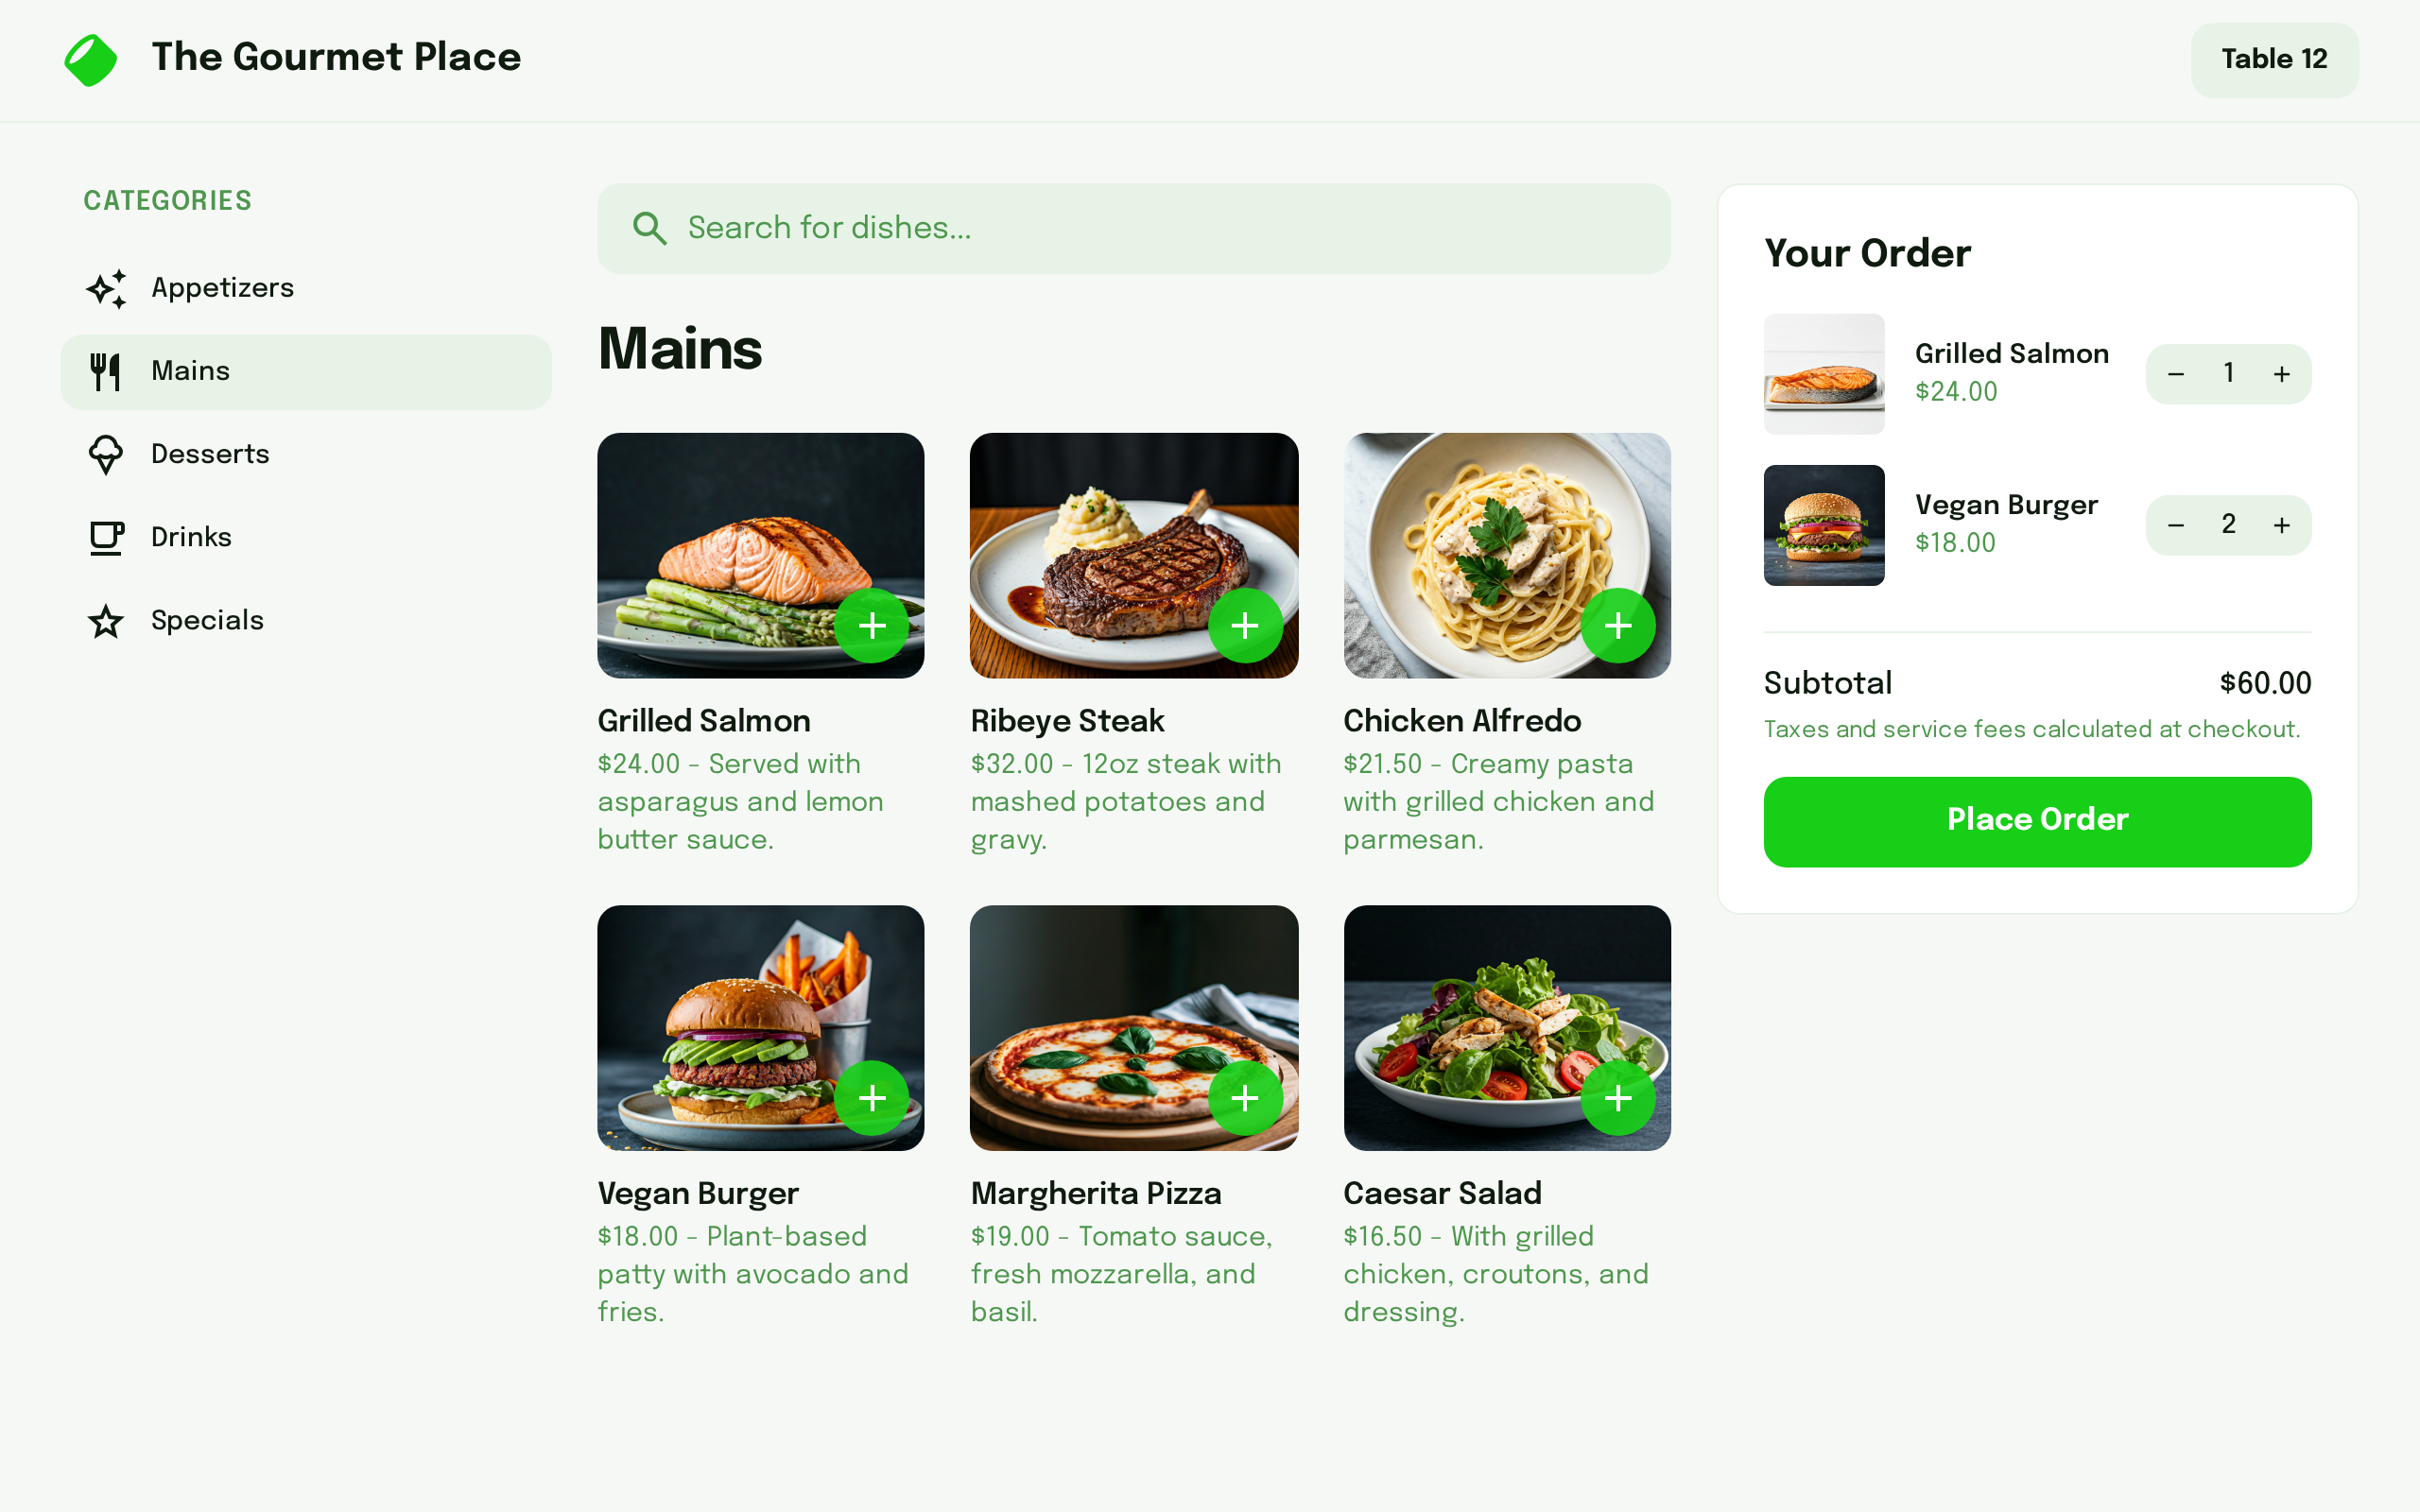 The Gourmet Place
Table 12
CATEGORIES
Appetizers
Mains
Desserts
Drinks
Specials
Search for dishes...
Mains
Grilled Salmon
$24.00 - Served with
asparagus and lemon
butter sauce.
Ribeye Steak
$32.00 - 12oz steak with
mashed potatoes and
gravy.
Chicken Alfredo
$21.50 - Creamy pasta
with grilled chicken and
parmesan.
Vegan Burger
$18.00 - Plant-based
patty with avocado and
fries.
Margherita Pizza
$19.00 - Tomato sauce,
fresh mozzarella, and
basil.
Caesar Salad
$16.50 - With grilled
chicken, croutons, and
dressing.
Your Order
Grilled Salmon
$24.00
− 1 +
Vegan Burger
$18.00
− 2 +
Subtotal $60.00
Taxes and service fees calculated at checkout.
Place Order